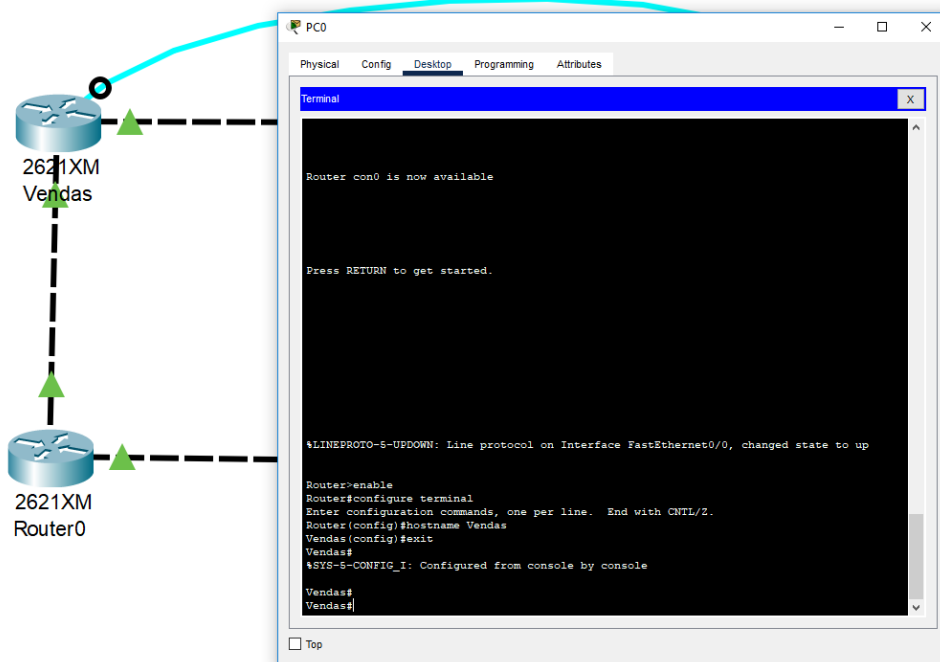 PC0
Physical Config Desktop Programming Attributes
Terminal
X
Router con0 is now available
Press RETURN to get started.
%LINEPROTO-5-UPDOWN: Line protocol on Interface FastEthernet0/0, changed state to up
Router>enable
Router#configure terminal
Enter configuration commands, one per line.  End with CNTL/Z.
Router(config)#hostname Vendas
Vendas(config)#exit
Vendas#
%SYS-5-CONFIG_I: Configured from console by console
Vendas#
Vendas#
Top
2621XM
Vendas
2621XM
Router0